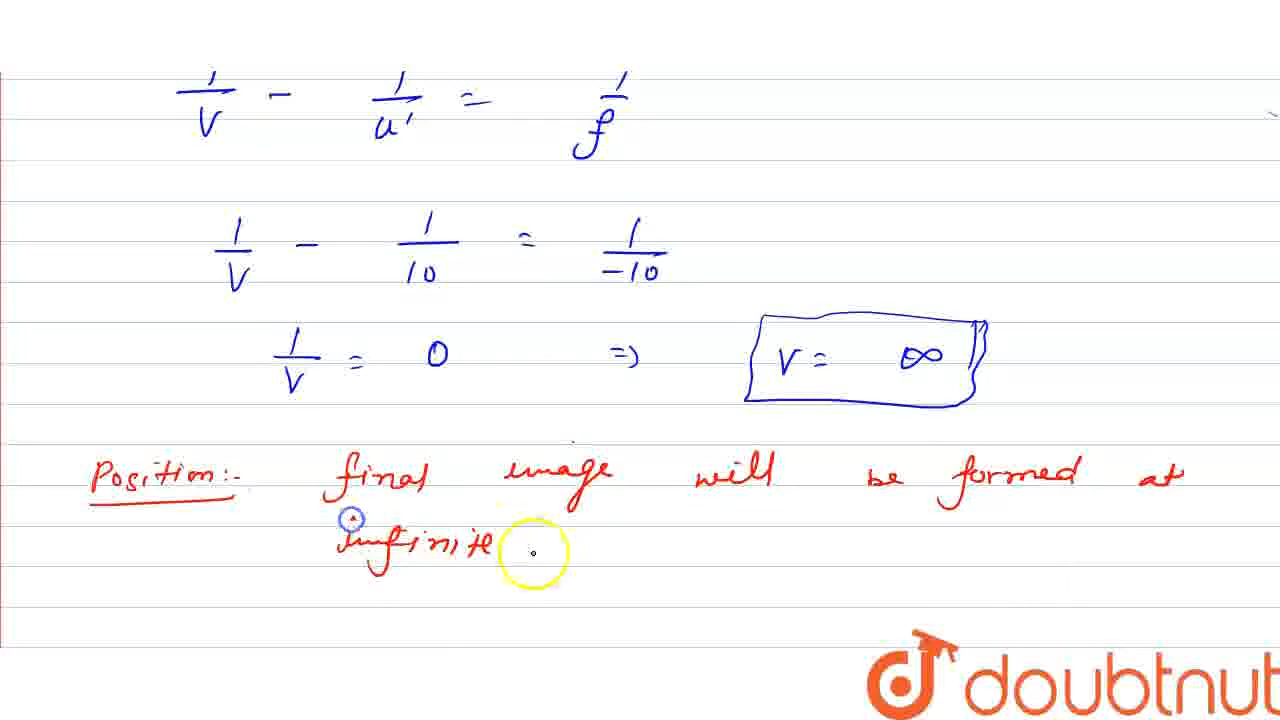 1/V - 1/u' = 1/f
1/V - 1/10 = 1/-10
1/V = 0 => V = ∞
Position:- final image will be formed at
infinite
doubtnut